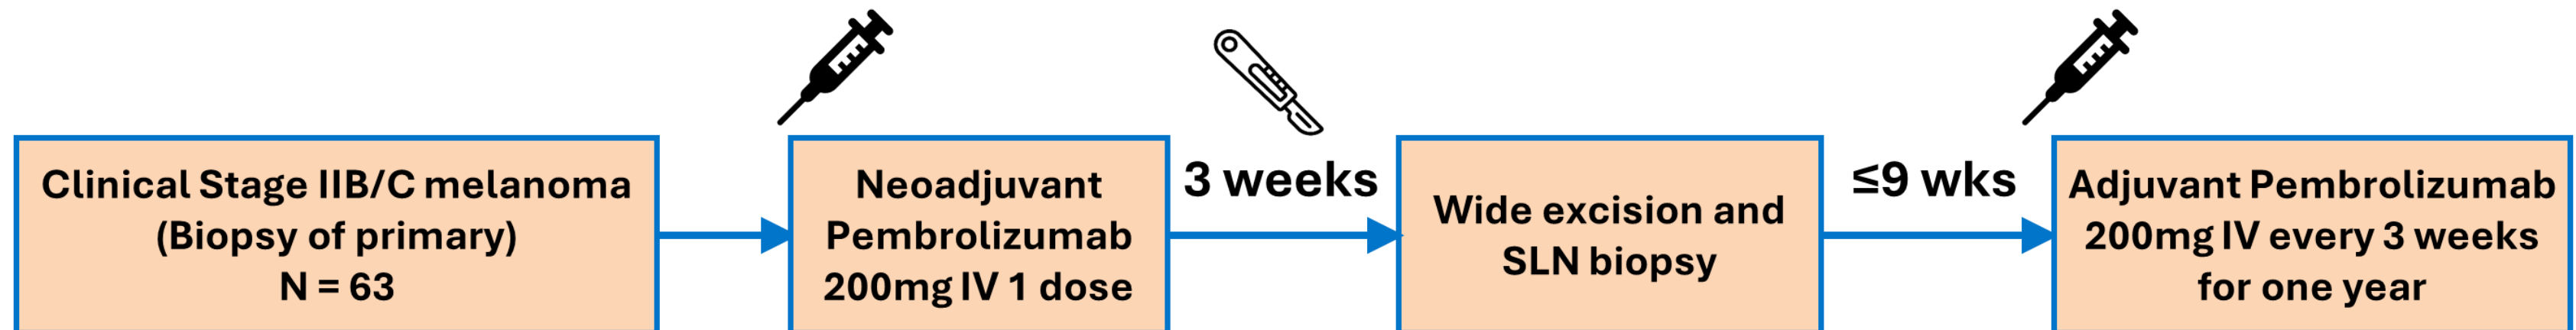 Clinical Stage IIB/C melanoma
(Biopsy of primary)
N = 63
Neoadjuvant
Pembrolizumab
200mg IV 1 dose
3 weeks
Wide excision and
SLN biopsy
≤9 wks
Adjuvant Pembrolizumab
200mg IV every 3 weeks
for one year